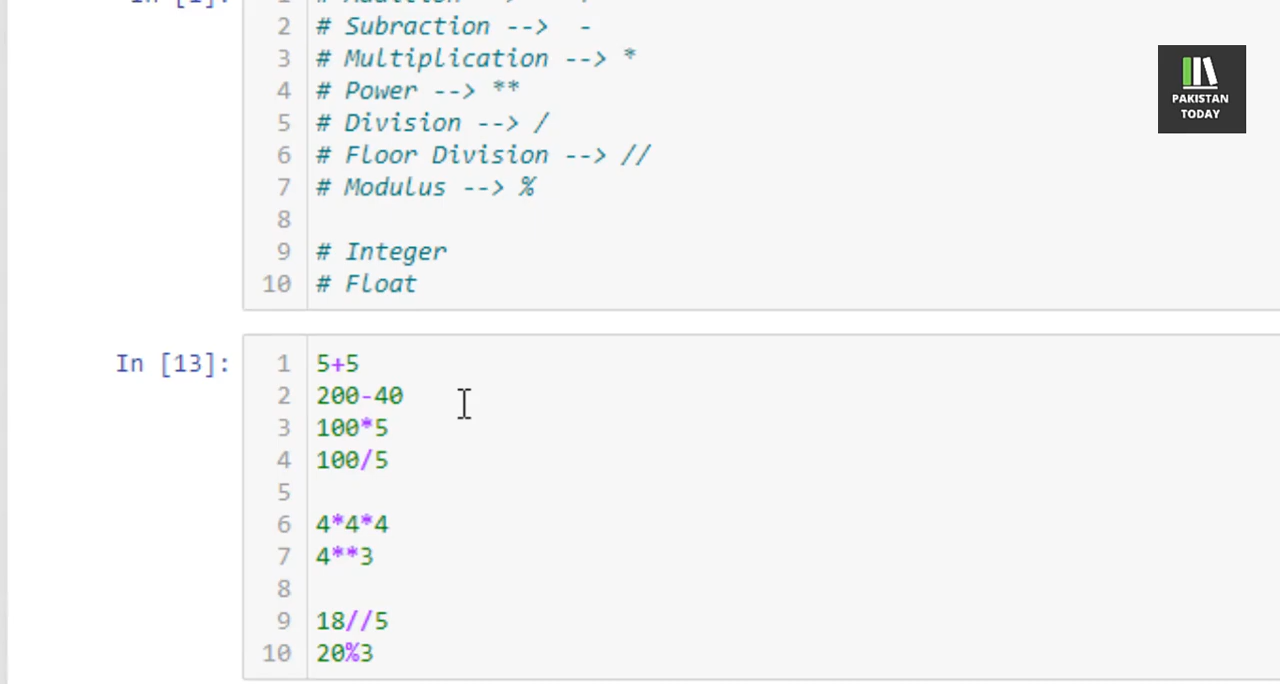 2 # Subraction --> -
3 # Multiplication --> *
4 # Power --> **
5 # Division --> /
6 # Floor Division --> //
7 # Modulus --> %
8
9 # Integer
10 # Float
In [13]:
1 5+5
2 200-40
3 100*5
4 100/5
5
6 4*4*4
7 4**3
8
9 18//5
10 20%3
PAKISTAN
TODAY